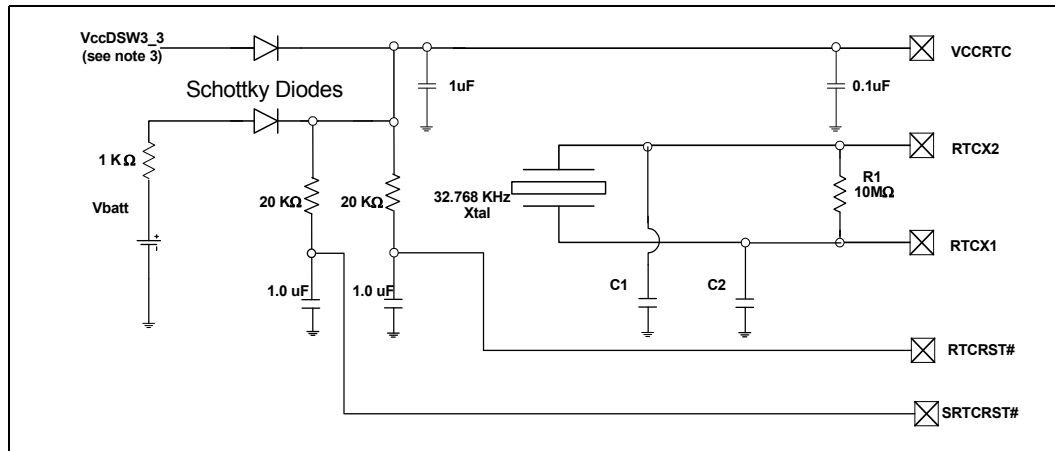 VccDSW3_3
(see note 3)
VCCRTC
Schottky Diodes
1uF
0.1uF
1 KΩ
20 KΩ
20 KΩ
Vbatt
32.768 KHz
Xtal
RTCX2
R1
10MΩ
RTCX1
1.0 uF
1.0 uF
C1
C2
RTCRST#
SRTCRST#
+
-